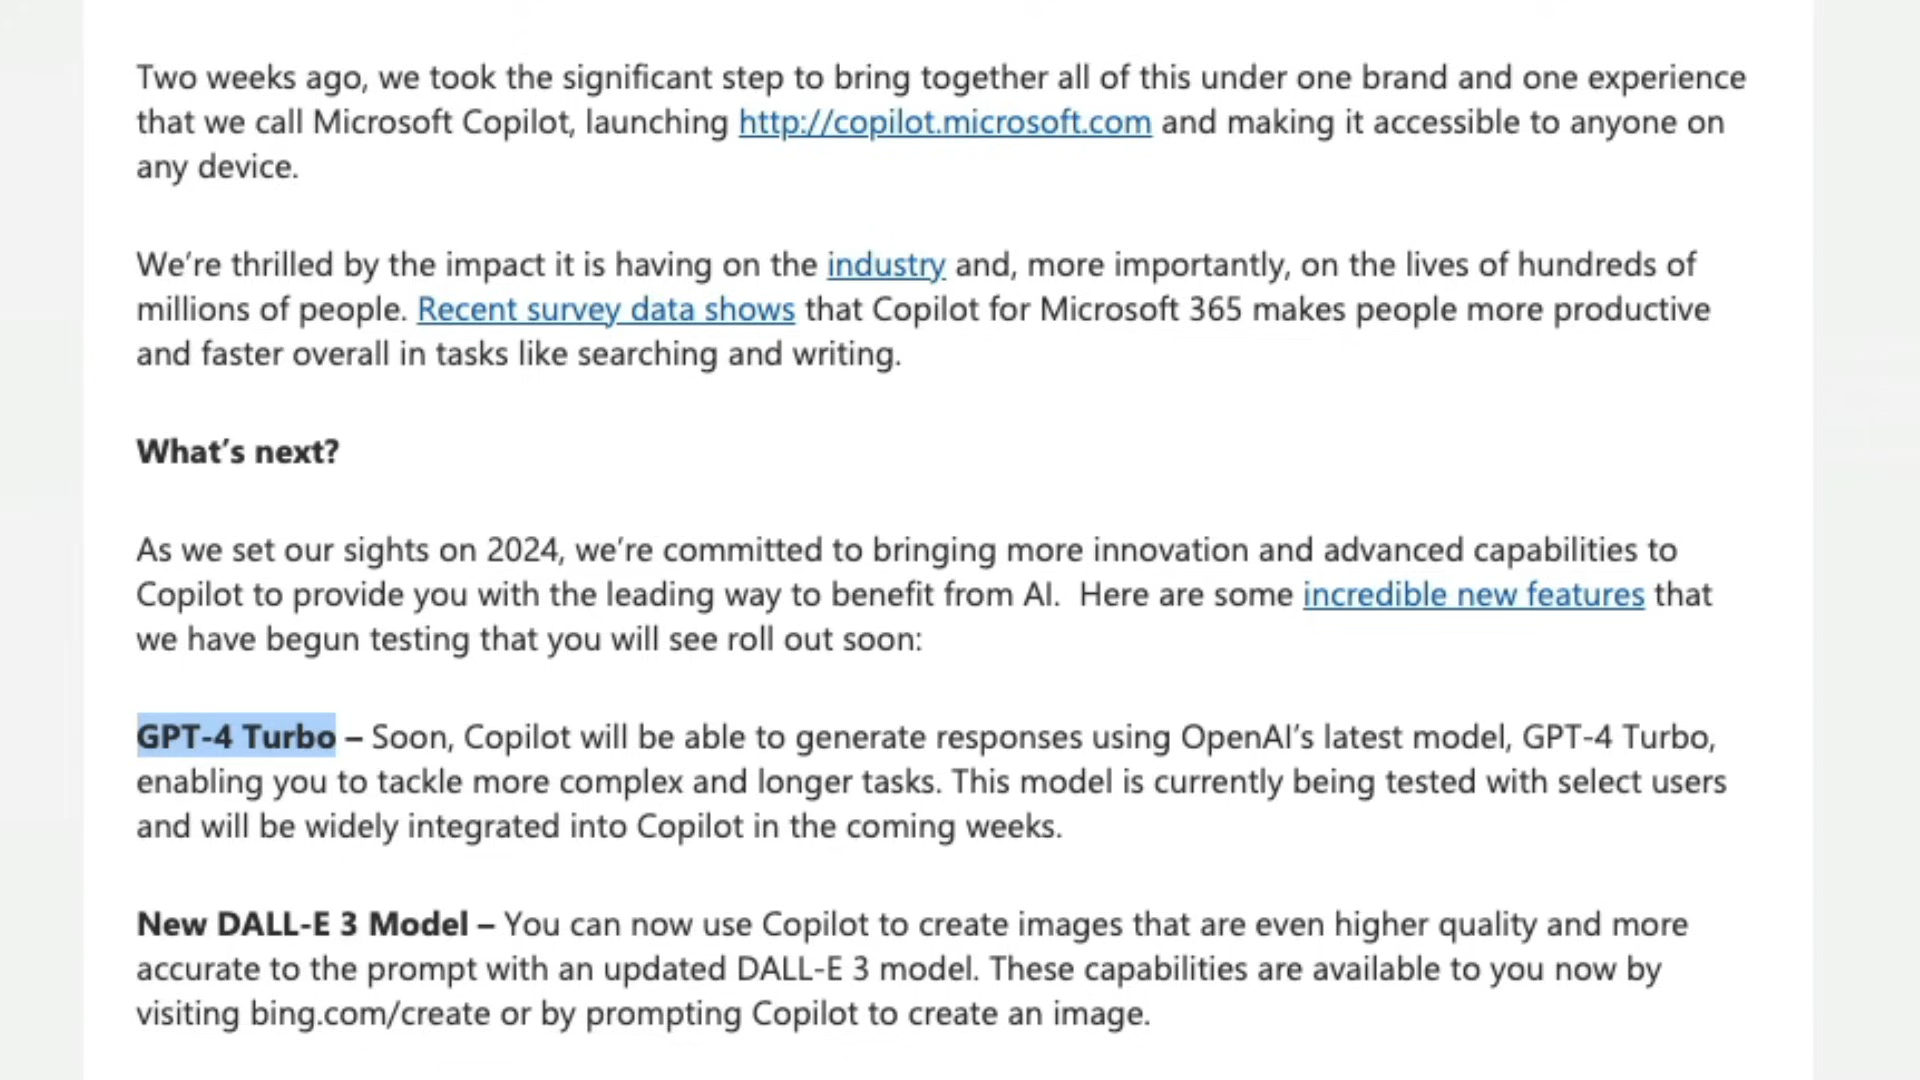 Two weeks ago, we took the significant step to bring together all of this under one brand and one experience
that we call Microsoft Copilot, launching http://copilot.microsoft.com and making it accessible to anyone on
any device.
We’re thrilled by the impact it is having on the industry and, more importantly, on the lives of hundreds of
millions of people. Recent survey data shows that Copilot for Microsoft 365 makes people more productive
and faster overall in tasks like searching and writing.
What’s next?
As we set our sights on 2024, we’re committed to bringing more innovation and advanced capabilities to
Copilot to provide you with the leading way to benefit from AI.  Here are some incredible new features that
we have begun testing that you will see roll out soon:
GPT-4 Turbo – Soon, Copilot will be able to generate responses using OpenAI’s latest model, GPT-4 Turbo,
enabling you to tackle more complex and longer tasks. This model is currently being tested with select users
and will be widely integrated into Copilot in the coming weeks.
New DALL-E 3 Model – You can now use Copilot to create images that are even higher quality and more
accurate to the prompt with an updated DALL-E 3 model. These capabilities are available to you now by
visiting bing.com/create or by prompting Copilot to create an image.